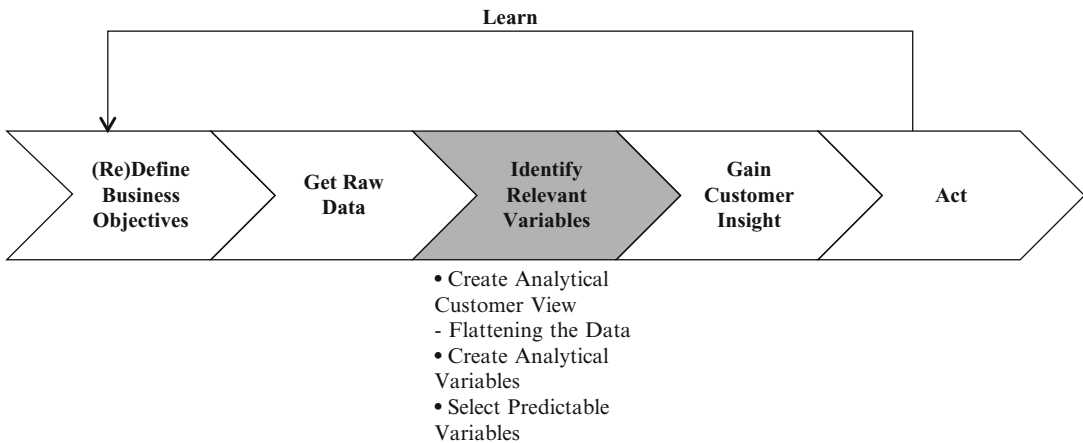 Learn
(Re)Define
Business
Objectives
Get Raw
Data
Identify
Relevant
Variables
Gain
Customer
Insight
Act
• Create Analytical
Customer View
- Flattening the Data
• Create Analytical
Variables
• Select Predictable
Variables